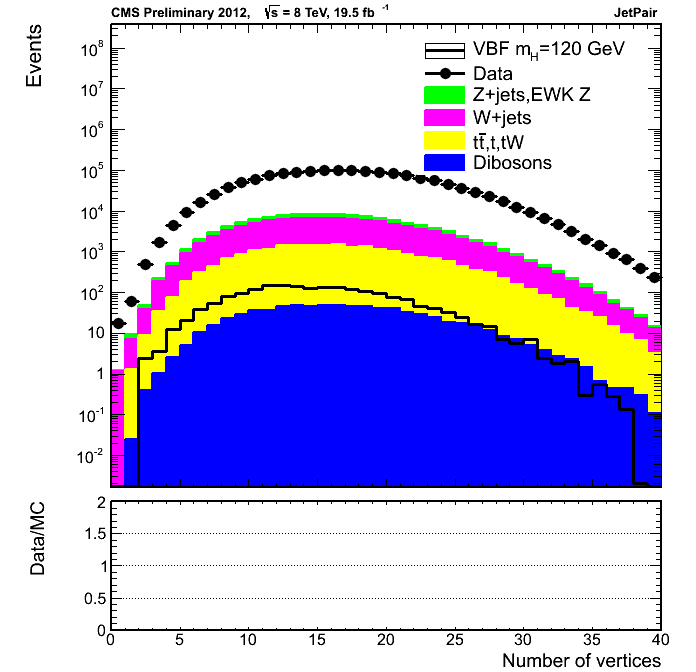 CMS Preliminary 2012, √s = 8 TeV, 19.5 fb⁻¹ JetPair
Events
10⁸
10⁷
10⁶
10⁵
10⁴
10³
10²
10
1
10⁻¹
10⁻²
VBF m_H=120 GeV
Data
Z+jets,EWK Z
W+jets
tt̅,t,tW
Dibosons
Data/MC
2
1.5
1
0.5
0
0 5 10 15 20 25 30 35 40
Number of vertices